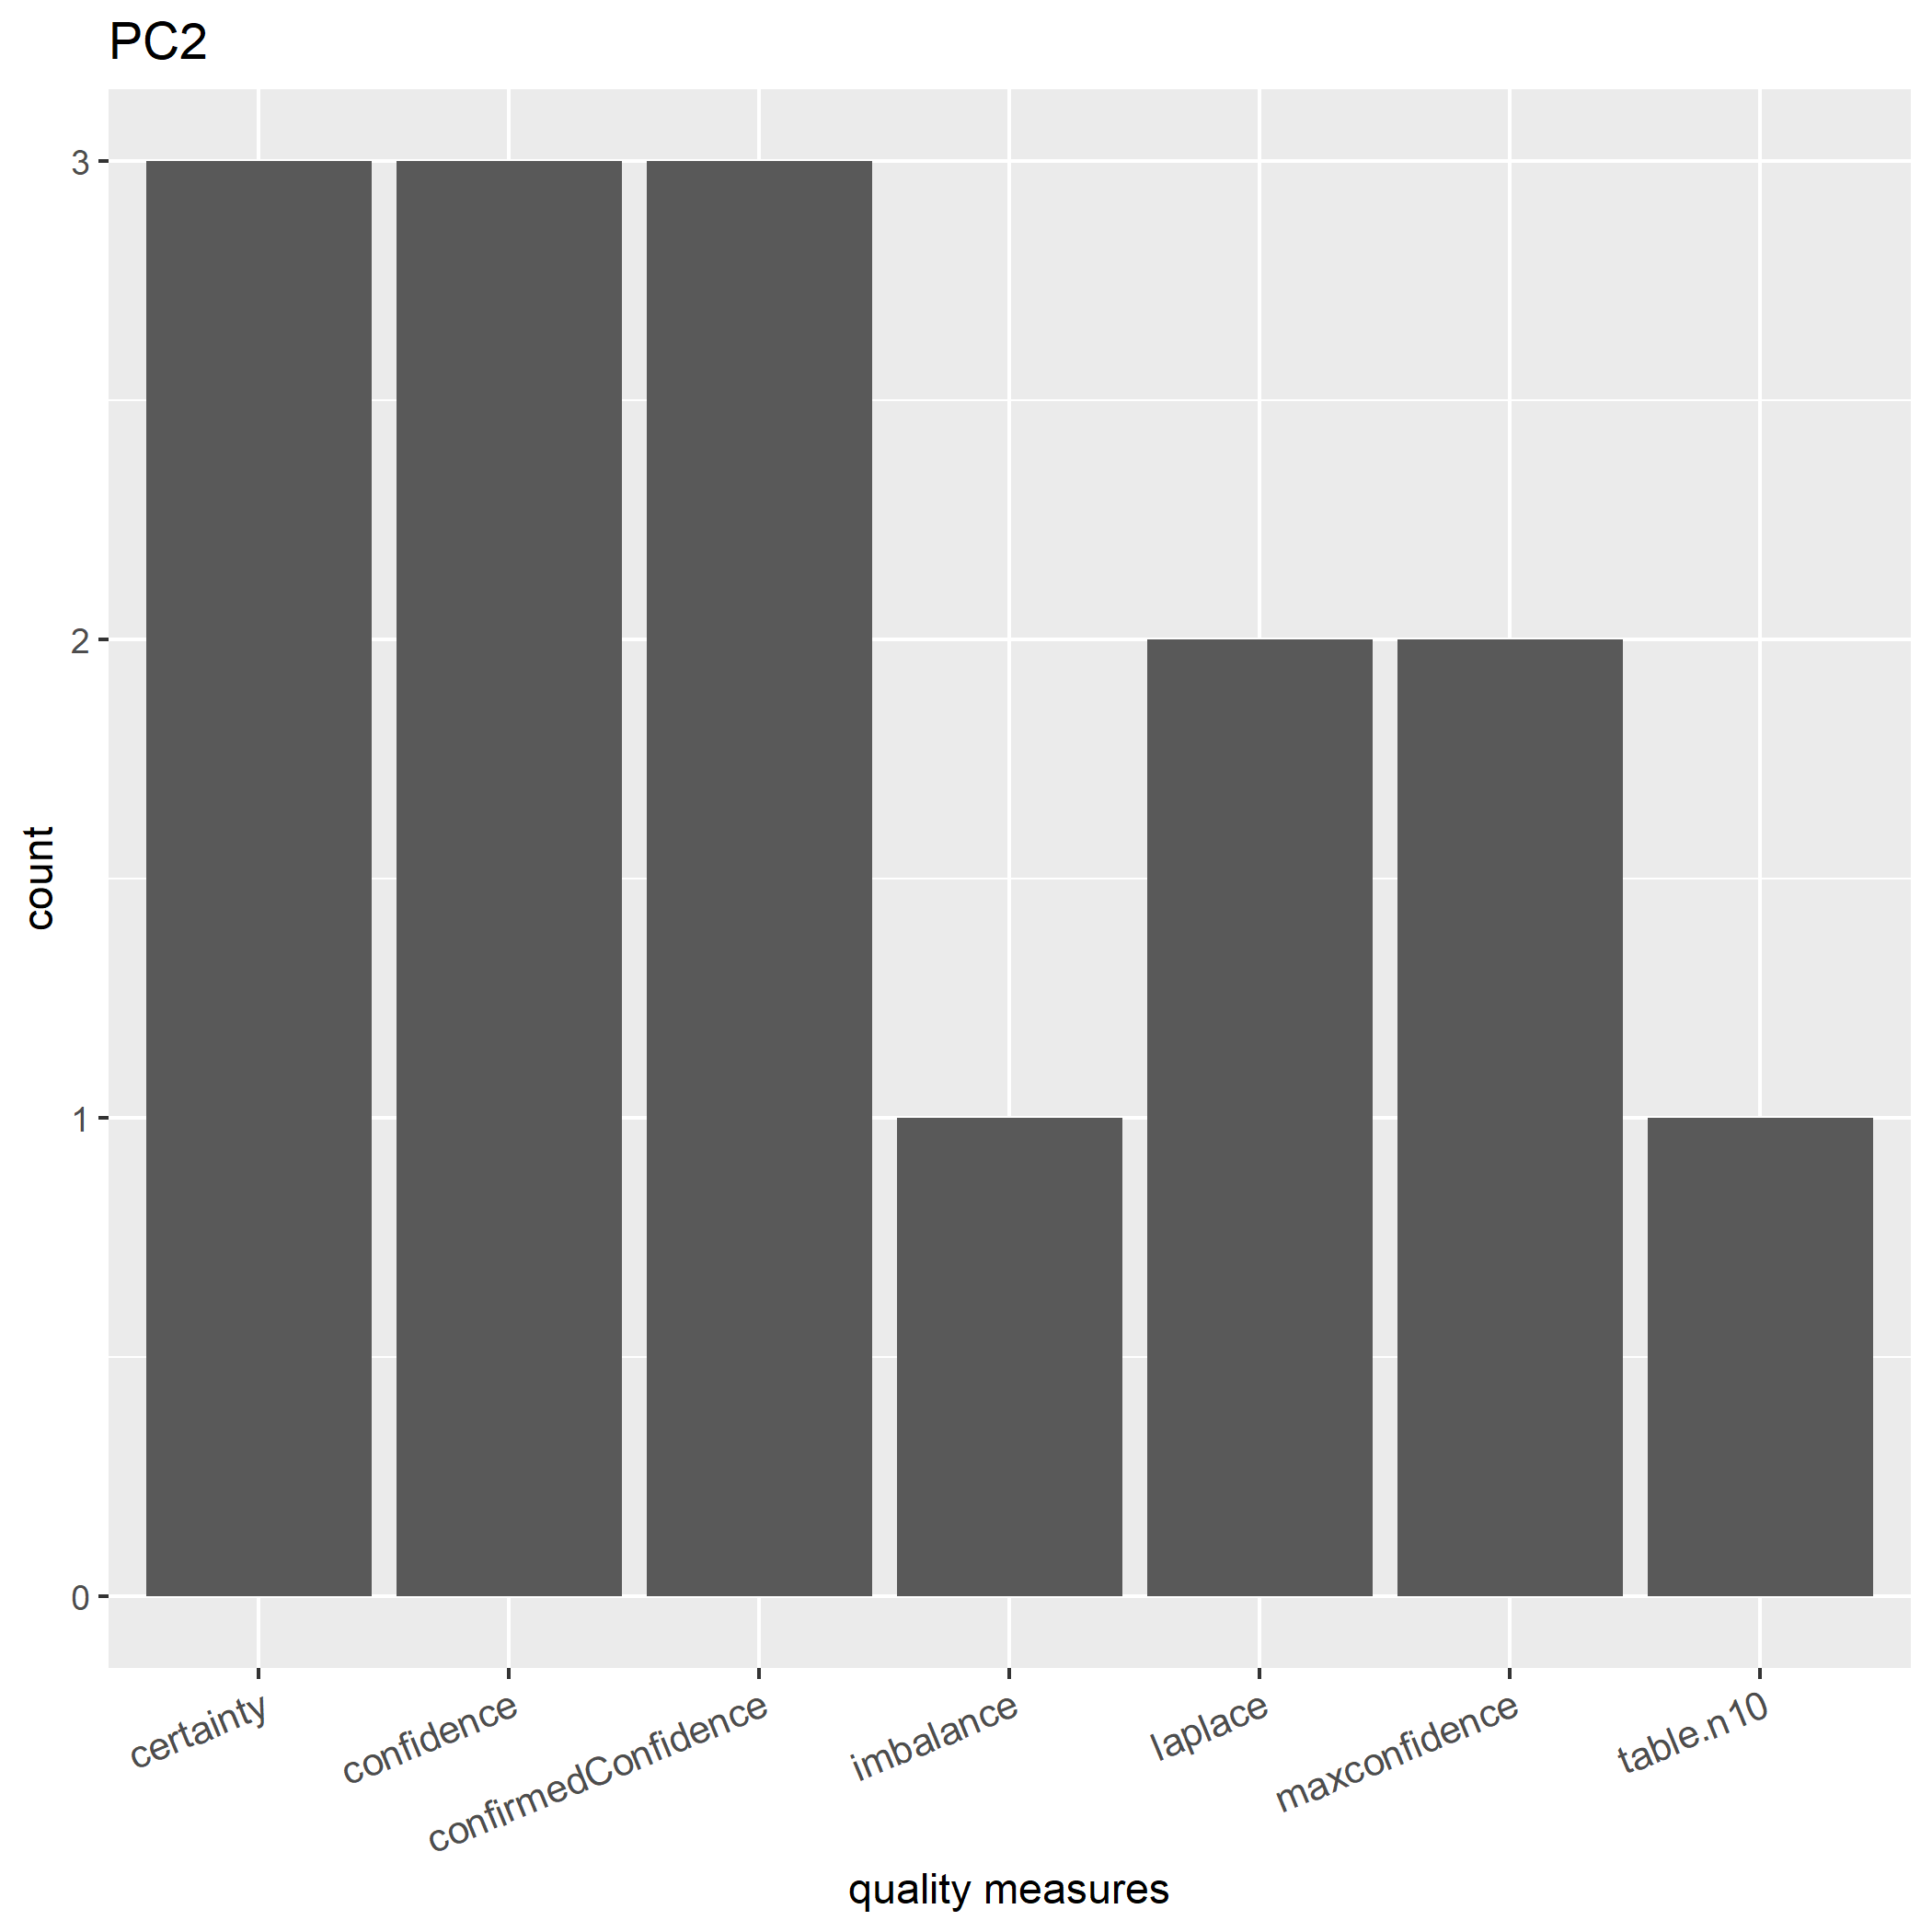 PC2
count
3
2
1
0
certainty
confidence
confirmedConfidence
imbalance
laplace
maxconfidence
table.n10
quality measures